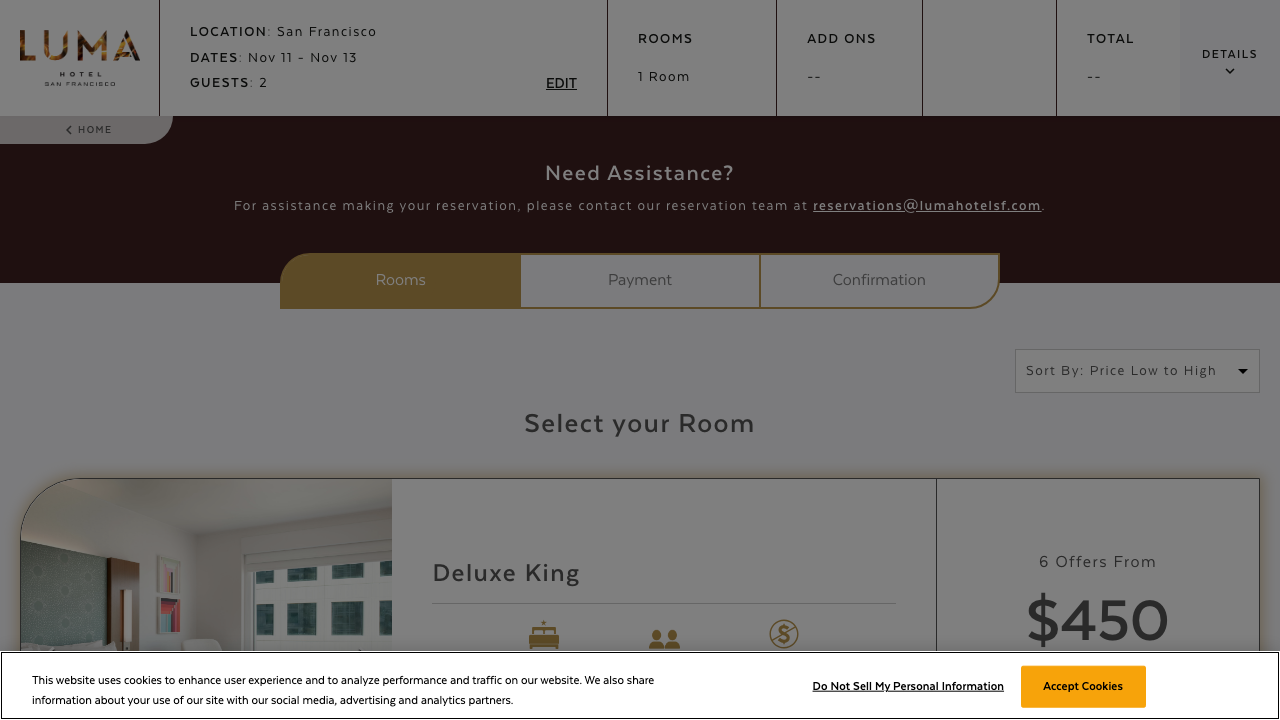 LUMA
HOTEL
SAN FRANCISCO
LOCATION: San Francisco
DATES: Nov 11 - Nov 13
GUESTS: 2
EDIT
ROOMS
1 Room
ADD ONS
--
TOTAL
--
DETAILS
HOME
Need Assistance?
For assistance making your reservation, please contact our reservation team at reservations@lumahotelsf.com.
Rooms
Payment
Confirmation
Sort By: Price Low to High
Select your Room
Deluxe King
6 Offers From
$450
This website uses cookies to enhance user experience and to analyze performance and traffic on our website. We also share
information about your use of our site with our social media, advertising and analytics partners.
Do Not Sell My Personal Information
Accept Cookies